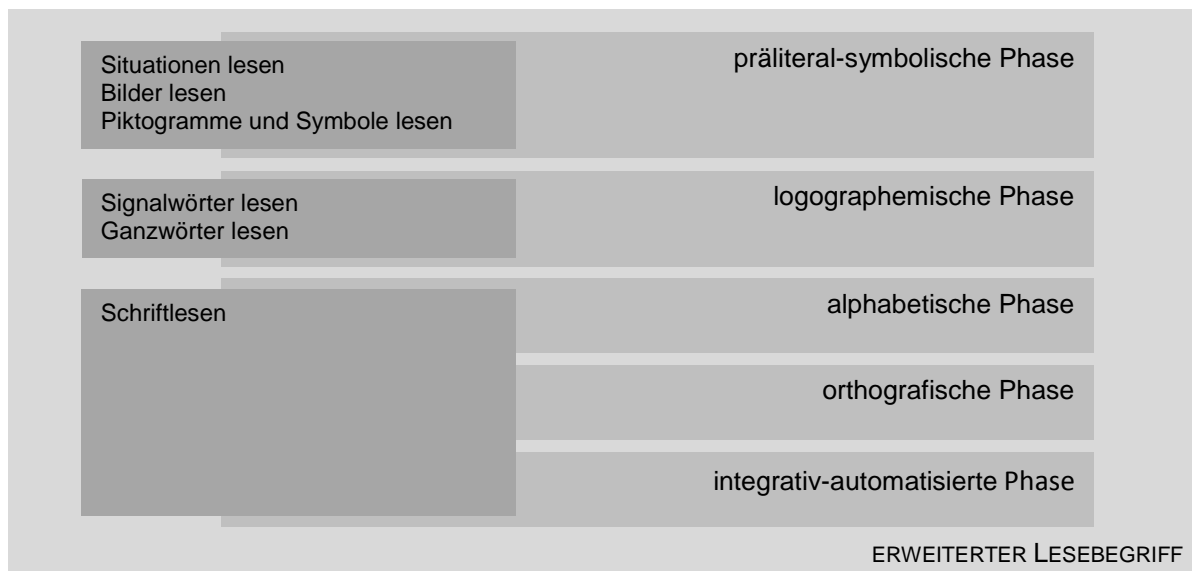 Situationen lesen
Bilder lesen
Piktogramme und Symbole lesen
präliteral-symbolische Phase
Signalwörter lesen
Ganzwörter lesen
logographemische Phase
Schriftlesen
alphabetische Phase
orthografische Phase
integrativ-automatisierte Phase
ERWEITERTER LESEBEGRIFF